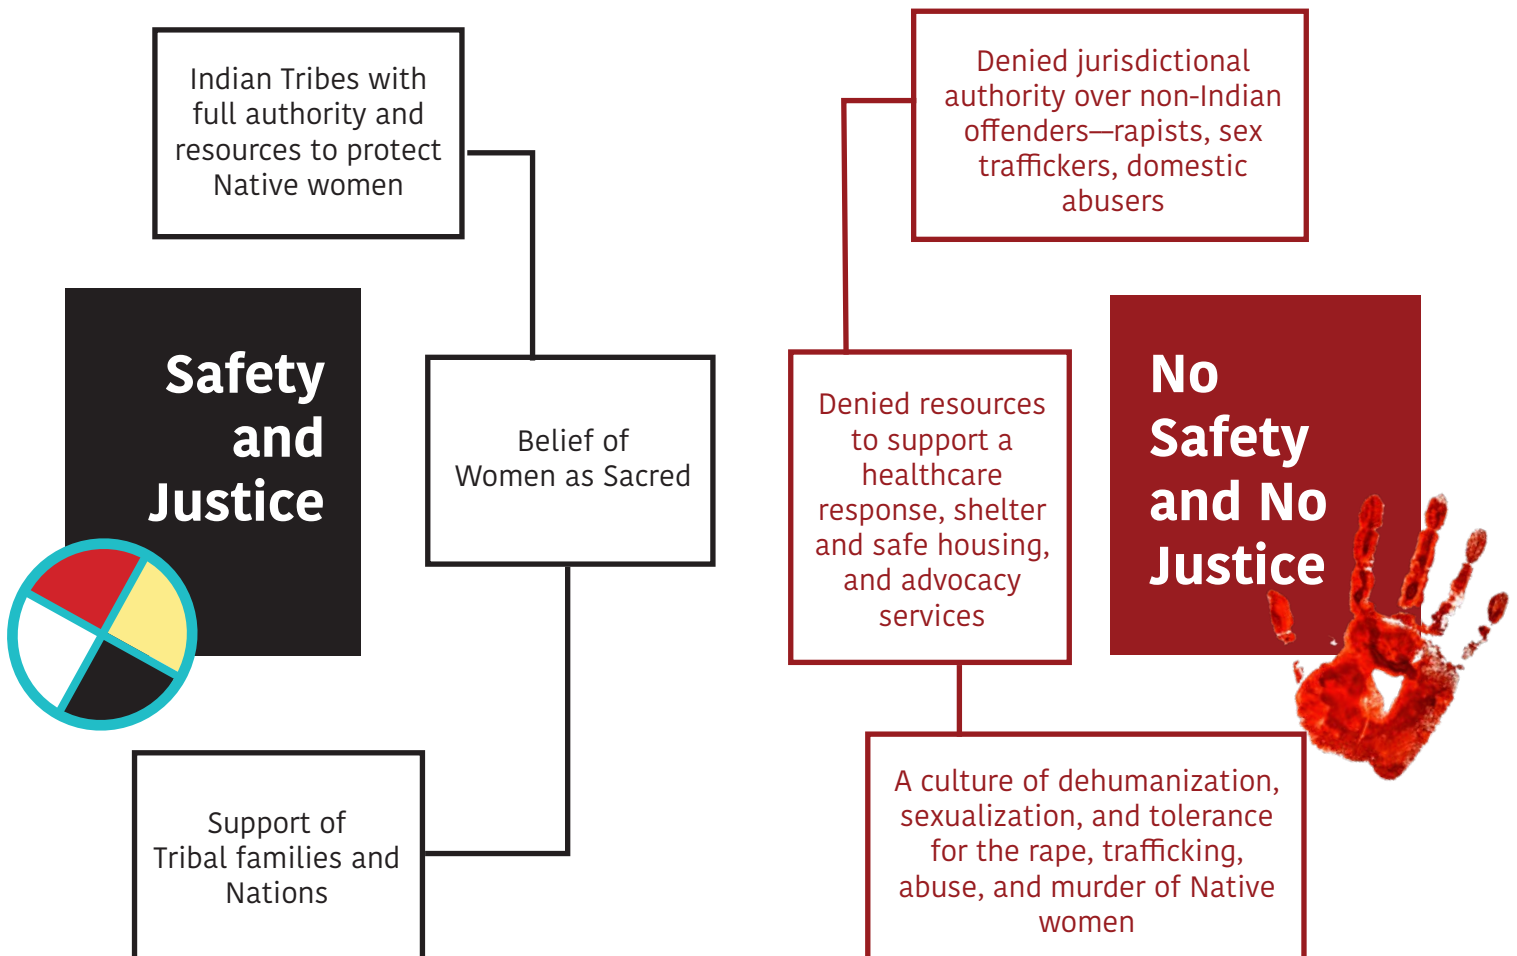 Indian Tribes with
full authority and
resources to protect
Native women
Safety
and
Justice
Belief of
Women as Sacred
Support of
Tribal families and
Nations
Denied jurisdictional
authority over non-Indian
offenders—rapists, sex
traffickers, domestic
abusers
Denied resources
to support a
healthcare
response, shelter
and safe housing,
and advocacy
services
No
Safety
and No
Justice
A culture of dehumanization,
sexualization, and tolerance
for the rape, trafficking,
abuse, and murder of Native
women